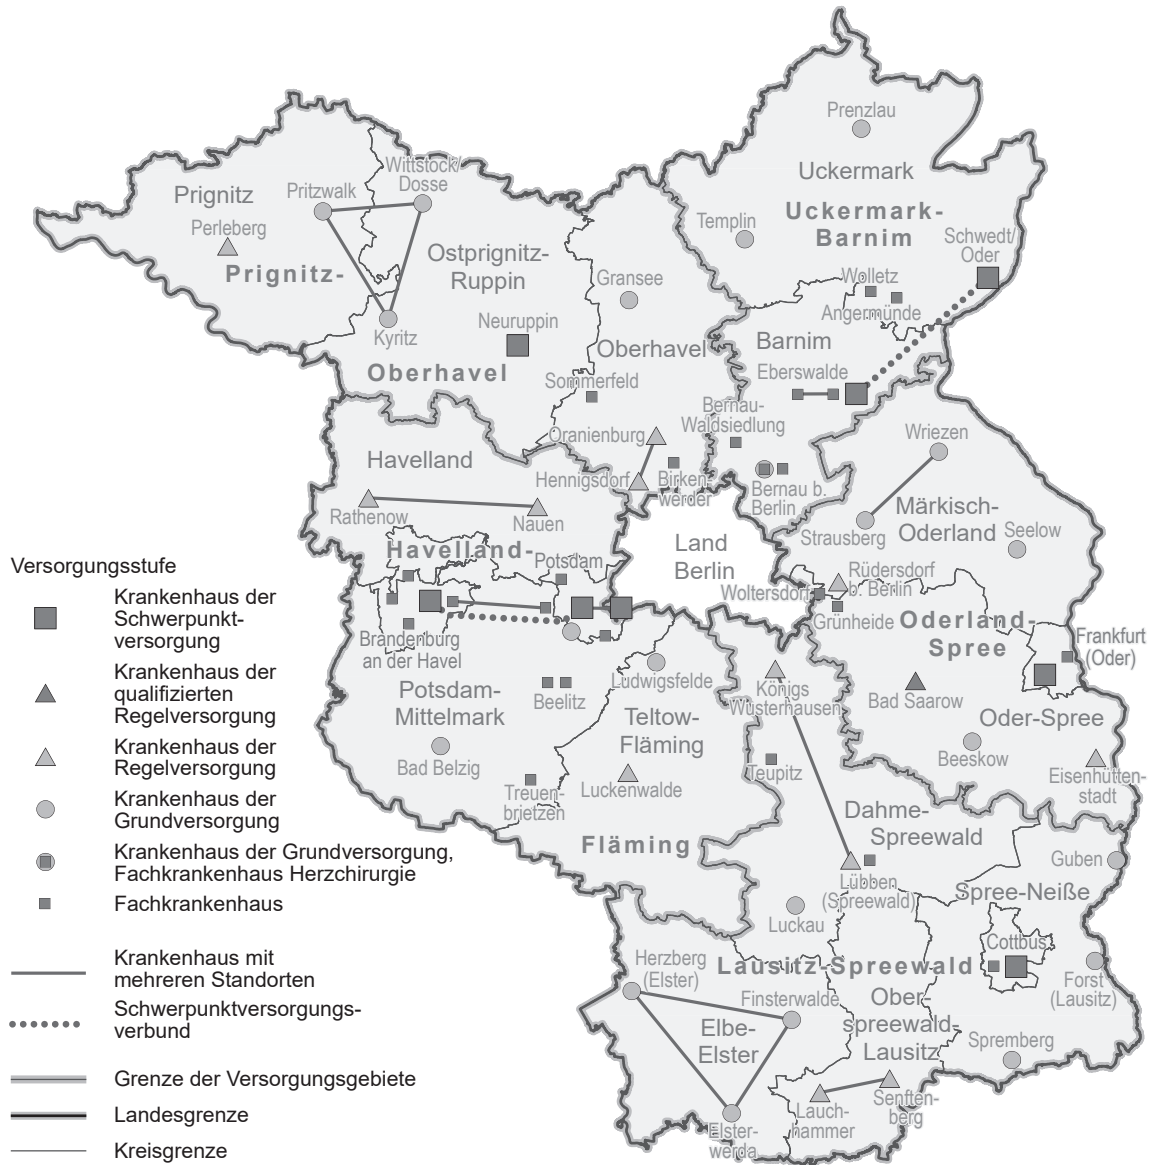 Prenzlau
Uckermark
Uckermark-
Barnim
Templin
Schwedt/
Oder
Wolletz
Angermünde
Prignitz
Pritzwalk
Wittstock/
Dosse
Perleberg
Prignitz-
Kyritz
Ostprignitz-
Ruppin
Neuruppin
Oberhavel
Gransee
Oberhavel
Sommerfeld
Oranienburg
Hennigsdorf
Birken-
werder
Barnim
Eberswalde
Bernau-
Waldsiedlung
Bernau b.
Berlin
Wriezen
Märkisch-
Oderland
Strausberg
Seelow
Havelland
Rathenow
Nauen
Havelland-
Potsdam
Land
Berlin
Woltersdorf
Rüdersdorf
b. Berlin
Grünheide
Oderland-
Spree
Frankfurt
(Oder)
Brandenburg
an der Havel
Potsdam-
Mittelmark
Bad Belzig
Beelitz
Ludwigsfelde
Teltow-
Fläming
Luckenwalde
Treuen-
brietzen
Fläming
Königs
Wusterhausen
Teupitz
Bad Saarow
Oder-Spree
Beeskow
Eisenhütten-
stadt
Dahme-
Spreewald
Lübben
(Spreewald)
Luckau
Guben
Spree-Neiße
Cottbus
Forst
(Lausitz)
Spremberg
Lausitz-Spreewald
Herzberg
(Elster)
Finsterwalde
Elbe-
Elster
Elster-
werda
Ober-
spreewald-
Lausitz
Lauch-
hammer
Senften-
berg
Versorgungsstufe
Krankenhaus der
Schwerpunkt-
versorgung
Krankenhaus der
qualifizierten
Regelversorgung
Krankenhaus der
Regelversorgung
Krankenhaus der
Grundversorgung
Krankenhaus der Grundversorgung,
Fachkrankenhaus Herzchirurgie
Fachkrankenhaus
Krankenhaus mit
mehreren Standorten
Schwerpunktversorgungs-
verbund
Grenze der Versorgungsgebiete
Landesgrenze
Kreisgrenze